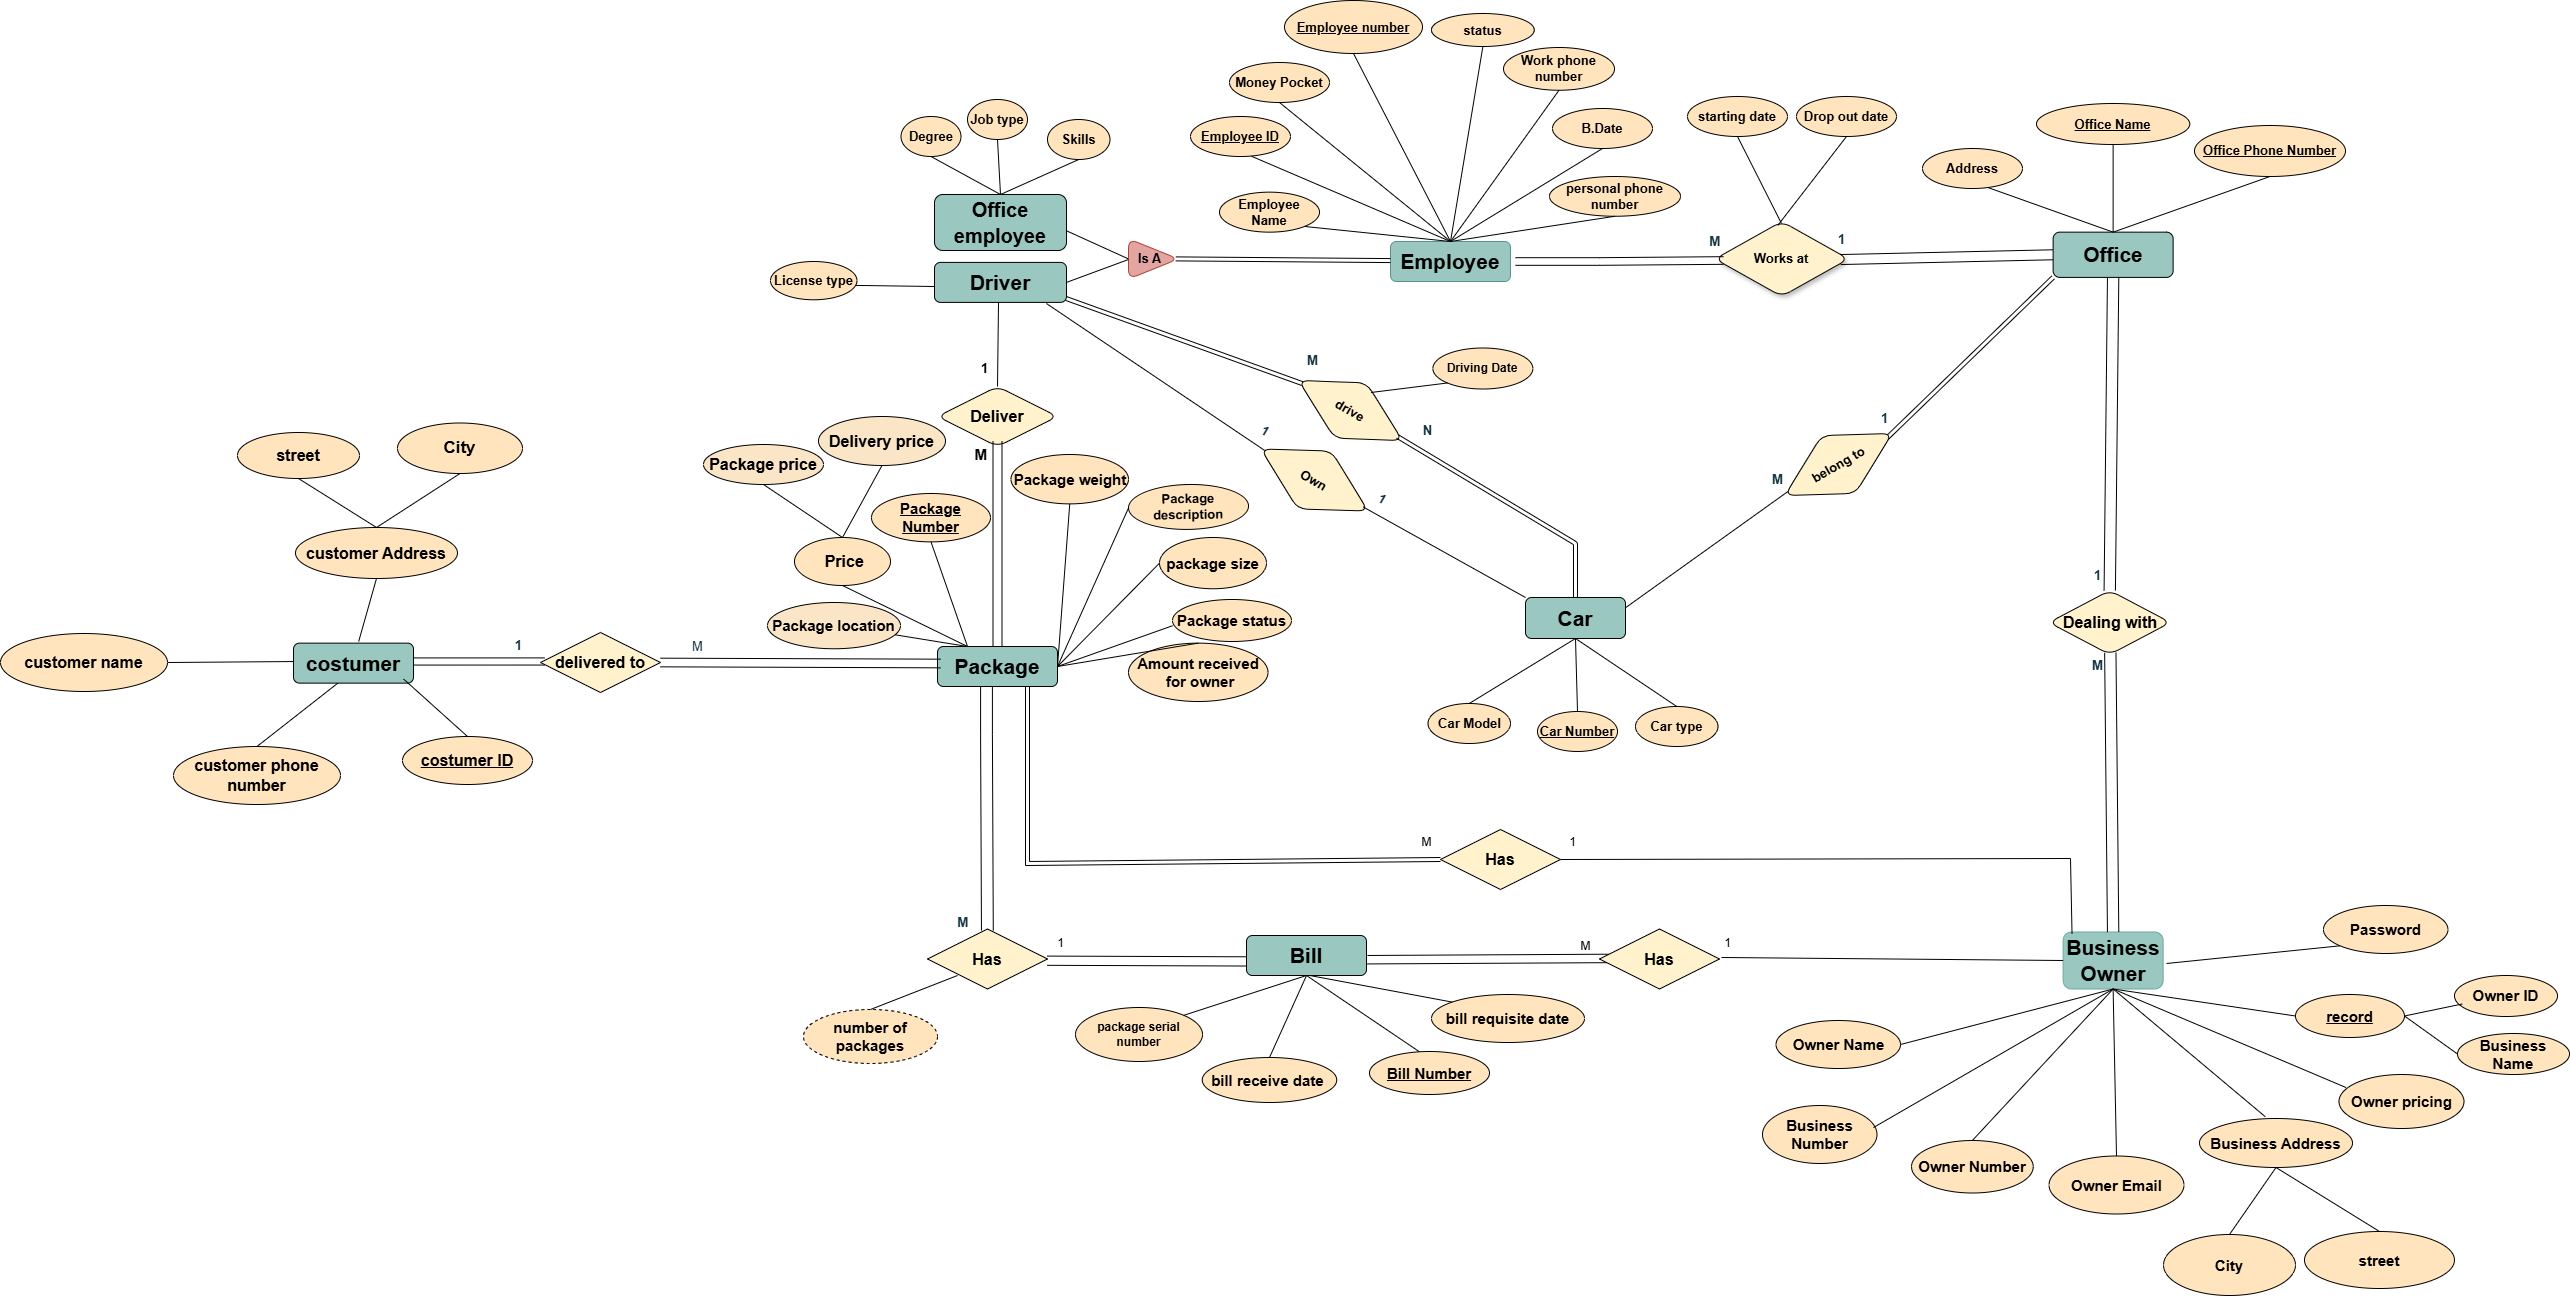 Employee number
status
Work phone
number
Money Pocket
B.Date
Employee ID
personal phone
number
Employee
Name
Employee
Degree
Job type
Skills
Office
employee
License type
Driver
Is A
starting date
Drop out date
M
1
Works at
Office Name
Office Phone Number
Address
Office
1
Deliver
M
M
drive
N
Driving Date
1
Own
1
1
belong to
M
Car
Car Model
Car Number
Car type
1
Dealing with
M
street
City
customer Address
customer name
costumer
customer phone
number
costumer ID
1
delivered to
M
Package price
Delivery price
Price
Package
Number
Package location
Package weight
Package
description
package size
Package status
Amount received
for owner
Package
M
Has
1
M
Has
1
number of
packages
Bill
M
Has
1
package serial
number
bill receive date
Bill Number
bill requisite date
Business
Owner
Password
record
Owner ID
Business
Name
Owner Name
Business
Number
Owner Number
Owner Email
Business Address
Owner pricing
City
street